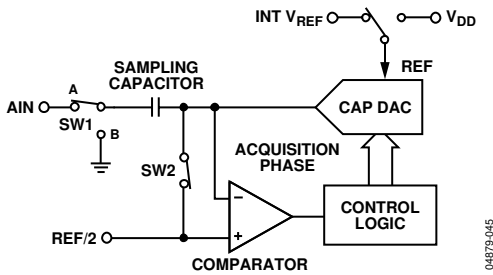 INT VREF
VDD
REF
SAMPLING
CAPACITOR
CAP DAC
AIN
A
SW1
B
ACQUISITION
PHASE
SW2
CONTROL
LOGIC
−
+
REF/2
COMPARATOR
04879-045